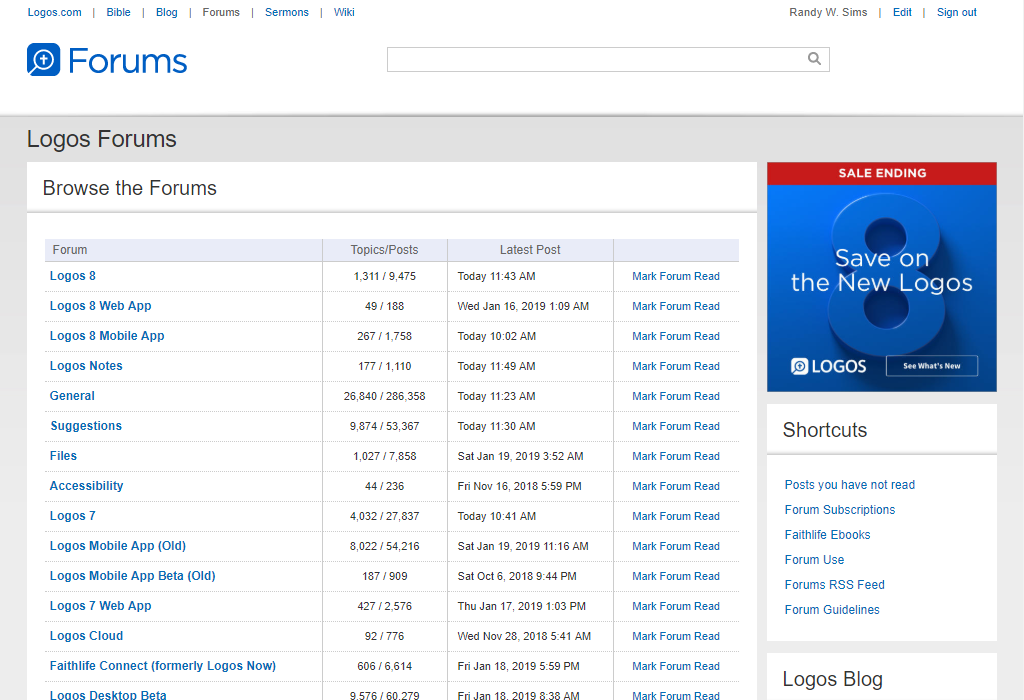 Logos.com | Bible | Blog | Forums | Sermons | Wiki
Randy W. Sims | Edit | Sign out
Forums
Logos Forums
Browse the Forums
Forum Topics/Posts Latest Post
Logos 8 1,311 / 9,475 Today 11:43 AM Mark Forum Read
Logos 8 Web App 49 / 188 Wed Jan 16, 2019 1:09 AM Mark Forum Read
Logos 8 Mobile App 267 / 1,758 Today 10:02 AM Mark Forum Read
Logos Notes 177 / 1,110 Today 11:49 AM Mark Forum Read
General 26,840 / 286,358 Today 11:23 AM Mark Forum Read
Suggestions 9,874 / 53,367 Today 11:30 AM Mark Forum Read
Files 1,027 / 7,858 Sat Jan 19, 2019 3:52 AM Mark Forum Read
Accessibility 44 / 236 Fri Nov 16, 2018 5:59 PM Mark Forum Read
Logos 7 4,032 / 27,837 Today 10:41 AM Mark Forum Read
Logos Mobile App (Old) 8,022 / 54,216 Sat Jan 19, 2019 11:16 AM Mark Forum Read
Logos Mobile App Beta (Old) 187 / 909 Sat Oct 6, 2018 9:44 PM Mark Forum Read
Logos 7 Web App 427 / 2,576 Thu Jan 17, 2019 1:03 PM Mark Forum Read
Logos Cloud 92 / 776 Wed Nov 28, 2018 5:41 AM Mark Forum Read
Faithlife Connect (formerly Logos Now) 606 / 6,614 Fri Jan 18, 2019 5:59 PM Mark Forum Read
Logos Desktop Beta 9,576 / 60,279 Fri Jan 18, 2019 8:38 AM Mark Forum Read
SALE ENDING
8
Save on
the New Logos
LOGOS See What's New
Shortcuts
Posts you have not read
Forum Subscriptions
Faithlife Ebooks
Forum Use
Forums RSS Feed
Forum Guidelines
Logos Blog